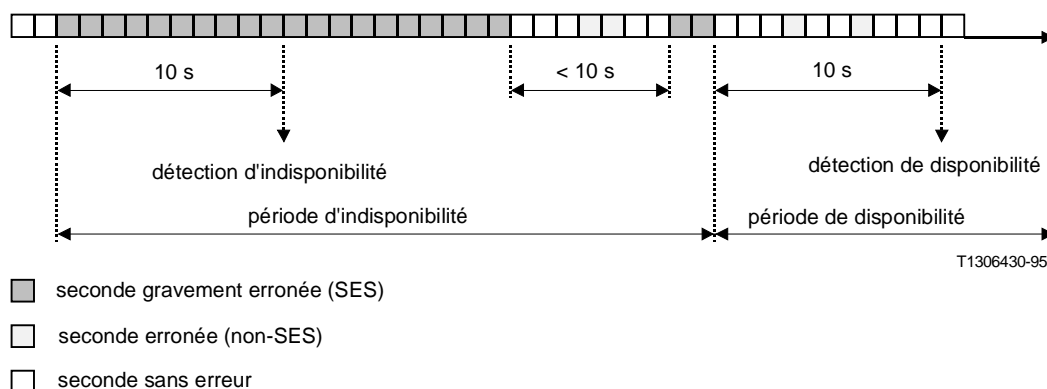 10 s
< 10 s
10 s
détection d'indisponibilité
détection de disponibilité
période d'indisponibilité
période de disponibilité
T1306430-95
seconde gravement erronée (SES)
seconde erronée (non-SES)
seconde sans erreur